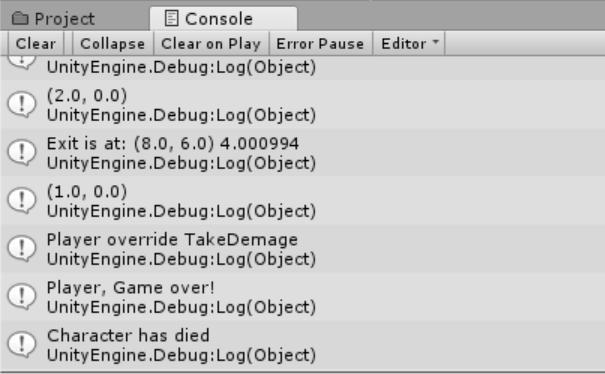 Project Console
Clear Collapse Clear on Play Error Pause Editor
UnityEngine.Debug:Log(Object)
(2.0, 0.0)
UnityEngine.Debug:Log(Object)
Exit is at: (8.0, 6.0) 4.000994
UnityEngine.Debug:Log(Object)
(1.0, 0.0)
UnityEngine.Debug:Log(Object)
Player override TakeDemage
UnityEngine.Debug:Log(Object)
Player, Game over!
UnityEngine.Debug:Log(Object)
Character has died
UnityEngine.Debug:Log(Object)